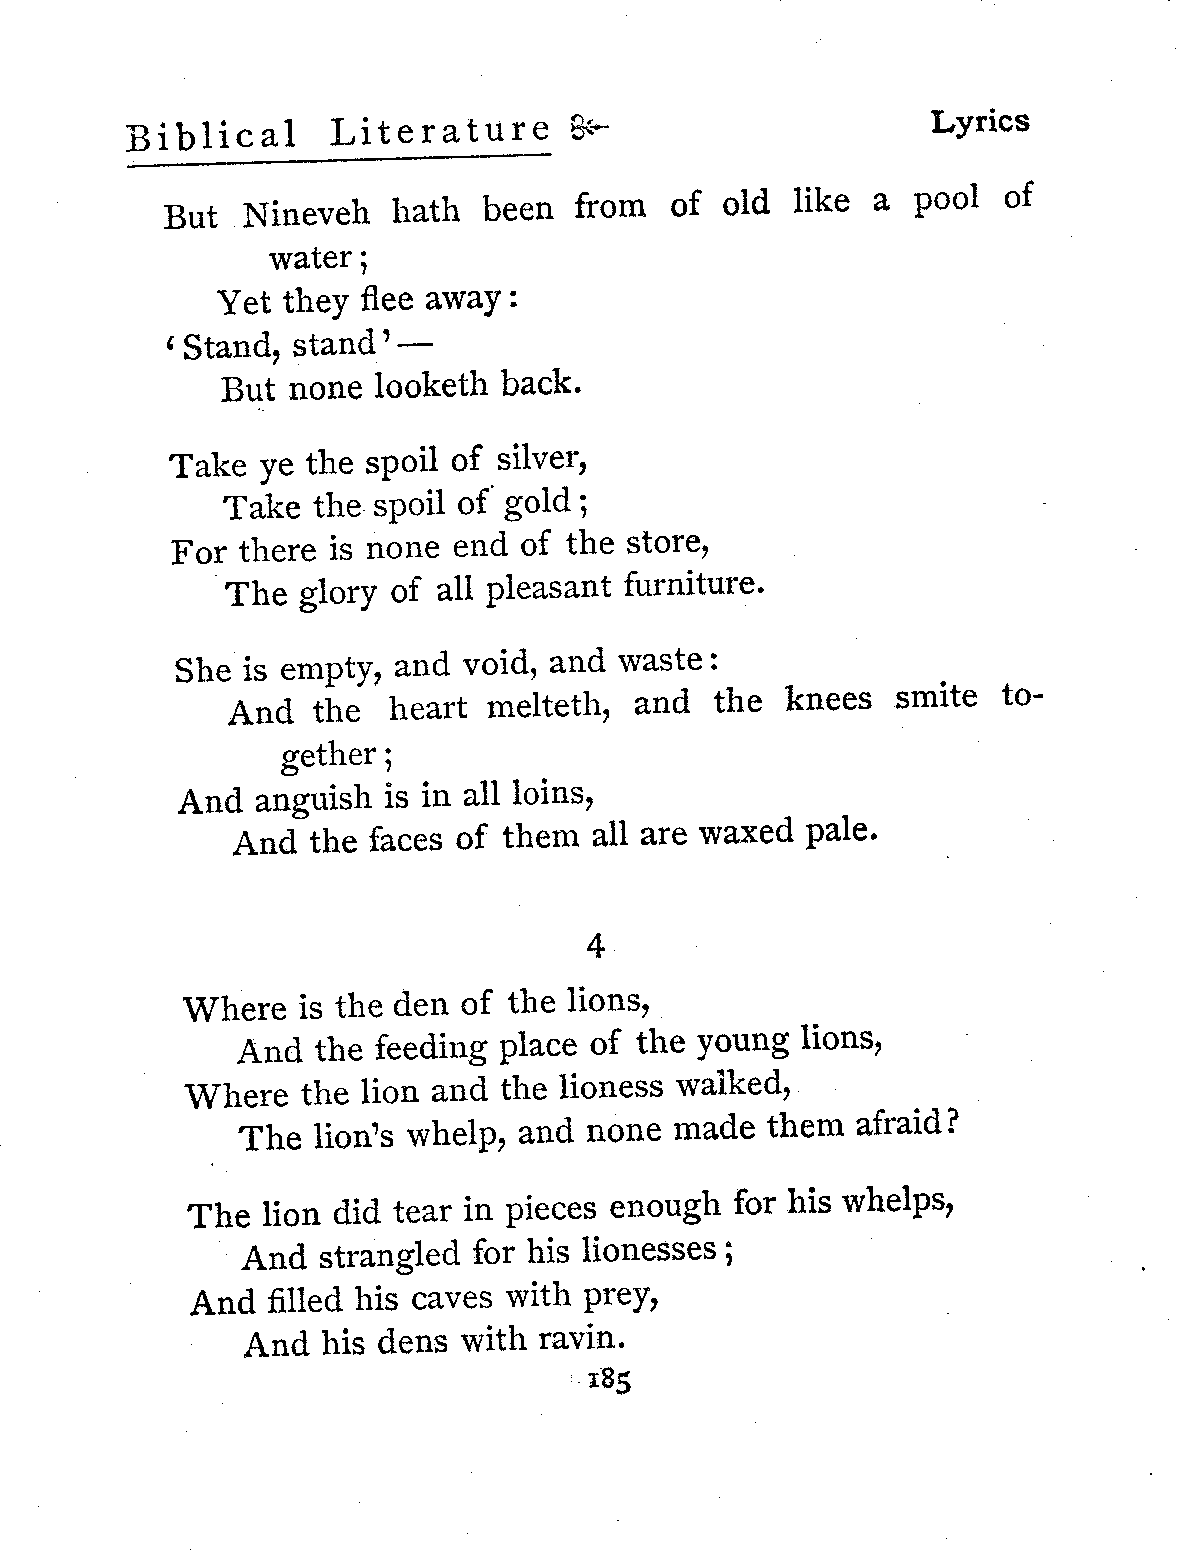 Biblical Literature Lyrics
But Nineveh hath been from of old like a pool of
water;
Yet they flee away:
‘Stand, stand’—
But none looketh back.
Take ye the spoil of silver,
Take the spoil of gold;
For there is none end of the store,
The glory of all pleasant furniture.
She is empty, and void, and waste:
And the heart melteth, and the knees smite to-
gether;
And anguish is in all loins,
And the faces of them all are waxed pale.
4
Where is the den of the lions,
And the feeding place of the young lions,
Where the lion and the lioness walked,
The lion's whelp, and none made them afraid?
The lion did tear in pieces enough for his whelps,
And strangled for his lionesses;
And filled his caves with prey,
And his dens with ravin.
185